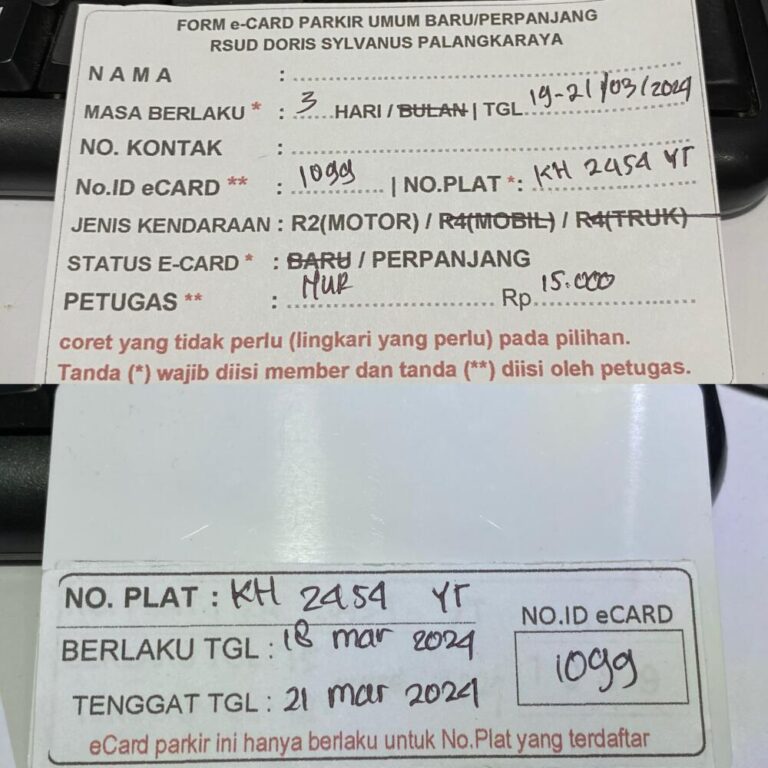 FORM e-CARD PARKIR UMUM BARU/PERPANJANG
RSUD DORIS SYLVANUS PALANGKARAYA
NAMA :
MASA BERLAKU * : 3 HARI / BULAN | TGL 19-21/03/2024
NO. KONTAK :
No.ID eCARD ** : 1099 | NO.PLAT *: KH 2454 YT
JENIS KENDARAAN : R2(MOTOR) / R4(MOBIL) / R4(TRUK)
STATUS E-CARD * : BARU / PERPANJANG
PETUGAS ** : MUR Rp 15.000
coret yang tidak perlu (lingkari yang perlu) pada pilihan.
Tanda (*) wajib diisi member dan tanda (**) diisi oleh petugas.
NO. PLAT : KH 2454 YT
BERLAKU TGL : 18 mar 2024
TENGGAT TGL : 21 mar 2024
NO.ID eCARD
1099
eCard parkir ini hanya berlaku untuk No.Plat yang terdaftar